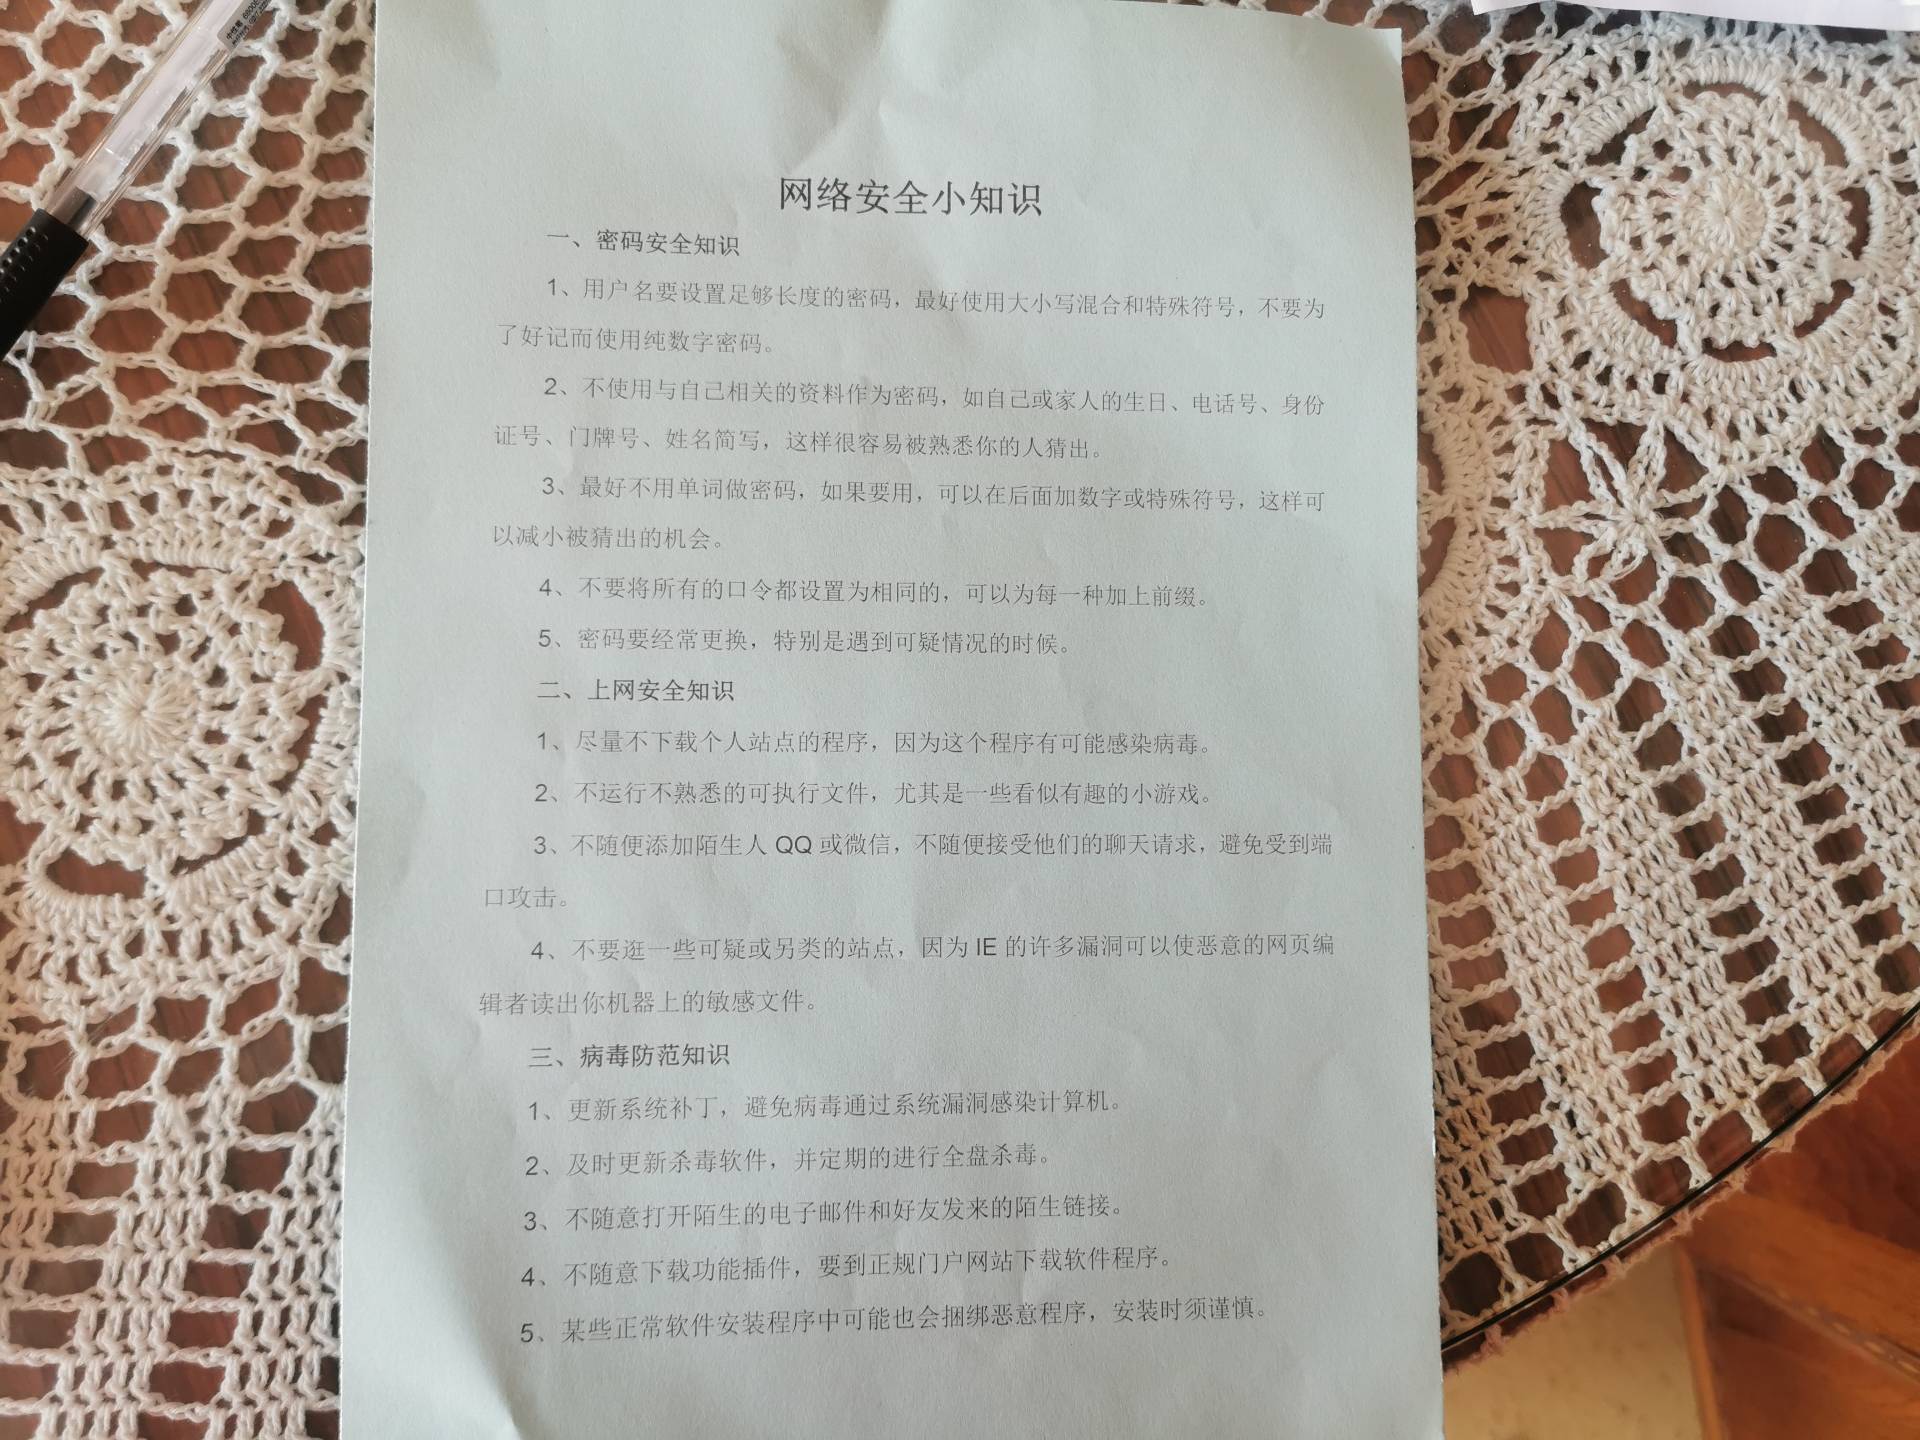 网络安全小知识
一、密码安全知识
1、用户名要设置足够长度的密码，最好使用大小写混合和特殊符号，不要为
了好记而使用纯数字密码。
2、不使用与自己相关的资料作为密码，如自己或家人的生日、电话号、身份
证号、门牌号、姓名简写，这样很容易被熟悉你的人猜出。
3、最好不用单词做密码，如果要用，可以在后面加数字或特殊符号，这样可
以减小被猜出的机会。
4、不要将所有的口令都设置为相同的，可以为每一种加上前缀。
5、密码要经常更换，特别是遇到可疑情况的时候。
二、上网安全知识
1、尽量不下载个人站点的程序，因为这个程序有可能感染病毒。
2、不运行不熟悉的可执行文件，尤其是一些看似有趣的小游戏。
3、不随便添加陌生人QQ或微信，不随便接受他们的聊天请求，避免受到端
口攻击。
4、不要逛一些可疑或另类的站点，因为IE的许多漏洞可以使恶意的网页编
辑者读出你机器上的敏感文件。
三、病毒防范知识
1、更新系统补丁，避免病毒通过系统漏洞感染计算机。
2、及时更新杀毒软件，并定期的进行全盘杀毒。
3、不随意打开陌生的电子邮件和好友发来的陌生链接。
4、不随意下载功能插件，要到正规门户网站下载软件程序。
5、某些正常软件安装程序中可能也会捆绑恶意程序，安装时须谨慎。